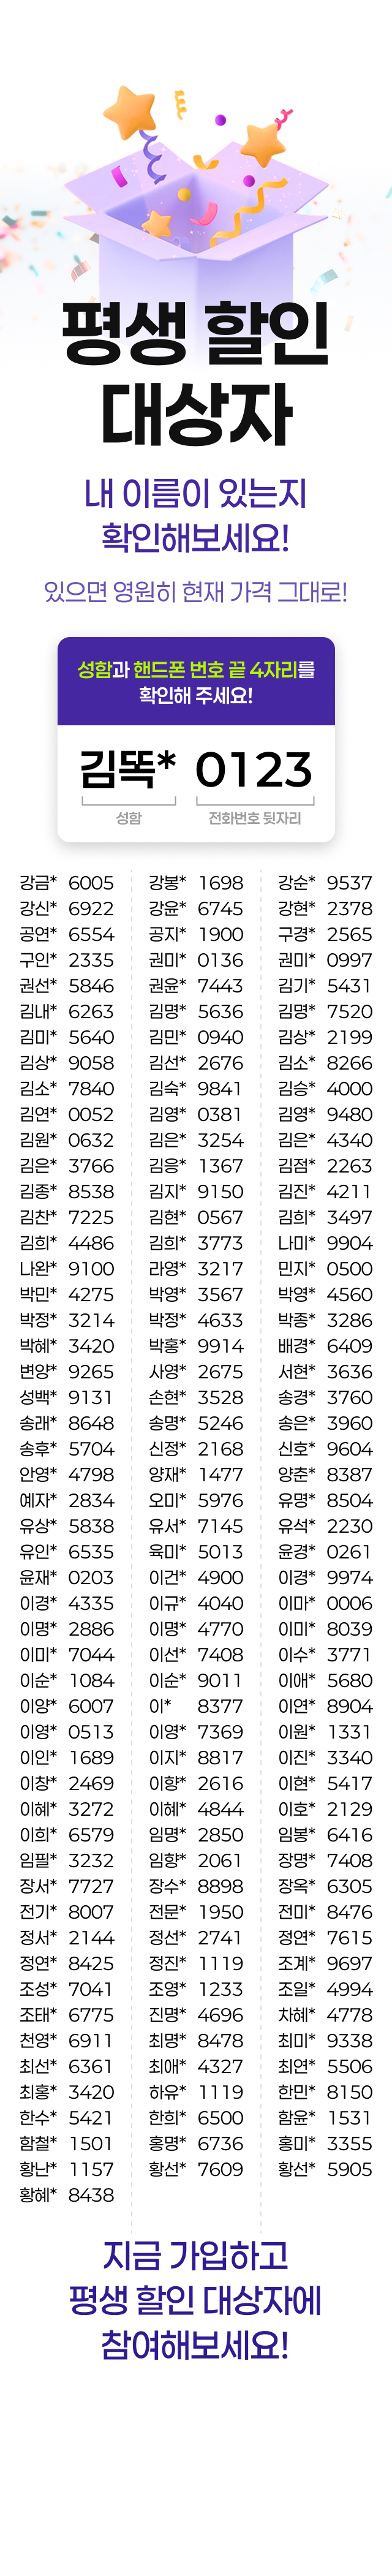 평생 할인
대상자
내 이름이 있는지
확인해보세요!
있으면 영원히 현재 가격 그대로!
성함과 핸드폰 번호 끝 4자리를
확인해 주세요!
김똑* 0123
성함 전화번호 뒷자리
강금* 6005 강봉* 1698 강순* 9537
강신* 6922 강윤* 6745 강현* 2378
공연* 6554 공지* 1900 구경* 2565
구인* 2335 권미* 0136 권미* 0997
권선* 5846 권윤* 7443 김기* 5431
김내* 6263 김명* 5636 김명* 7520
김미* 5640 김민* 0940 김상* 2199
김상* 9058 김선* 2676 김소* 8266
김소* 7840 김숙* 9841 김승* 4000
김연* 0052 김영* 0381 김영* 9480
김원* 0632 김은* 3254 김은* 4340
김은* 3766 김응* 1367 김점* 2263
김종* 8538 김지* 9150 김진* 4211
김찬* 7225 김현* 0567 김희* 3497
김희* 4486 김희* 3773 나미* 9904
나완* 9100 라영* 3217 민지* 0500
박민* 4275 박영* 3567 박영* 4560
박정* 3214 박정* 4633 박종* 3286
박혜* 3420 박홍* 9914 배경* 6409
변양* 9265 사영* 2675 서현* 3636
성백* 9131 손현* 3528 송경* 3760
송래* 8648 송명* 5246 송은* 3960
송후* 5704 신정* 2168 신호* 9604
안영* 4798 양재* 1477 양춘* 8387
예자* 2834 오미* 5976 유명* 8504
유상* 5838 유서* 7145 유석* 2230
유인* 6535 육미* 5013 윤경* 0261
윤재* 0203 이건* 4900 이경* 9974
이경* 4335 이규* 4040 이마* 0006
이명* 2886 이명* 4770 이미* 8039
이미* 7044 이선* 7408 이수* 3771
이순* 1084 이순* 9011 이애* 5680
이양* 6007 이* 8377 이연* 8904
이영* 0513 이영* 7369 이원* 1331
이인* 1689 이지* 8817 이진* 3340
이창* 2469 이향* 2616 이현* 5417
이혜* 3272 이혜* 4844 이호* 2129
이희* 6579 임명* 2850 임봉* 6416
임필* 3232 임향* 2061 장명* 7408
장서* 7727 장수* 8898 장옥* 6305
전기* 8007 전문* 1950 전미* 8476
정서* 2144 정선* 2741 정연* 7615
정연* 8425 정진* 1119 조계* 9697
조성* 7041 조영* 1233 조일* 4994
조태* 6775 진명* 4696 차혜* 4778
천영* 6911 최명* 8478 최미* 9338
최선* 6361 최애* 4327 최연* 5506
최홍* 3420 하유* 1119 한민* 8150
한수* 5421 한희* 6500 함윤* 1531
함철* 1501 홍명* 6736 홍미* 3355
황난* 1157 황선* 7609 황선* 5905
황혜* 8438
지금 가입하고
평생 할인 대상자에
참여해보세요!